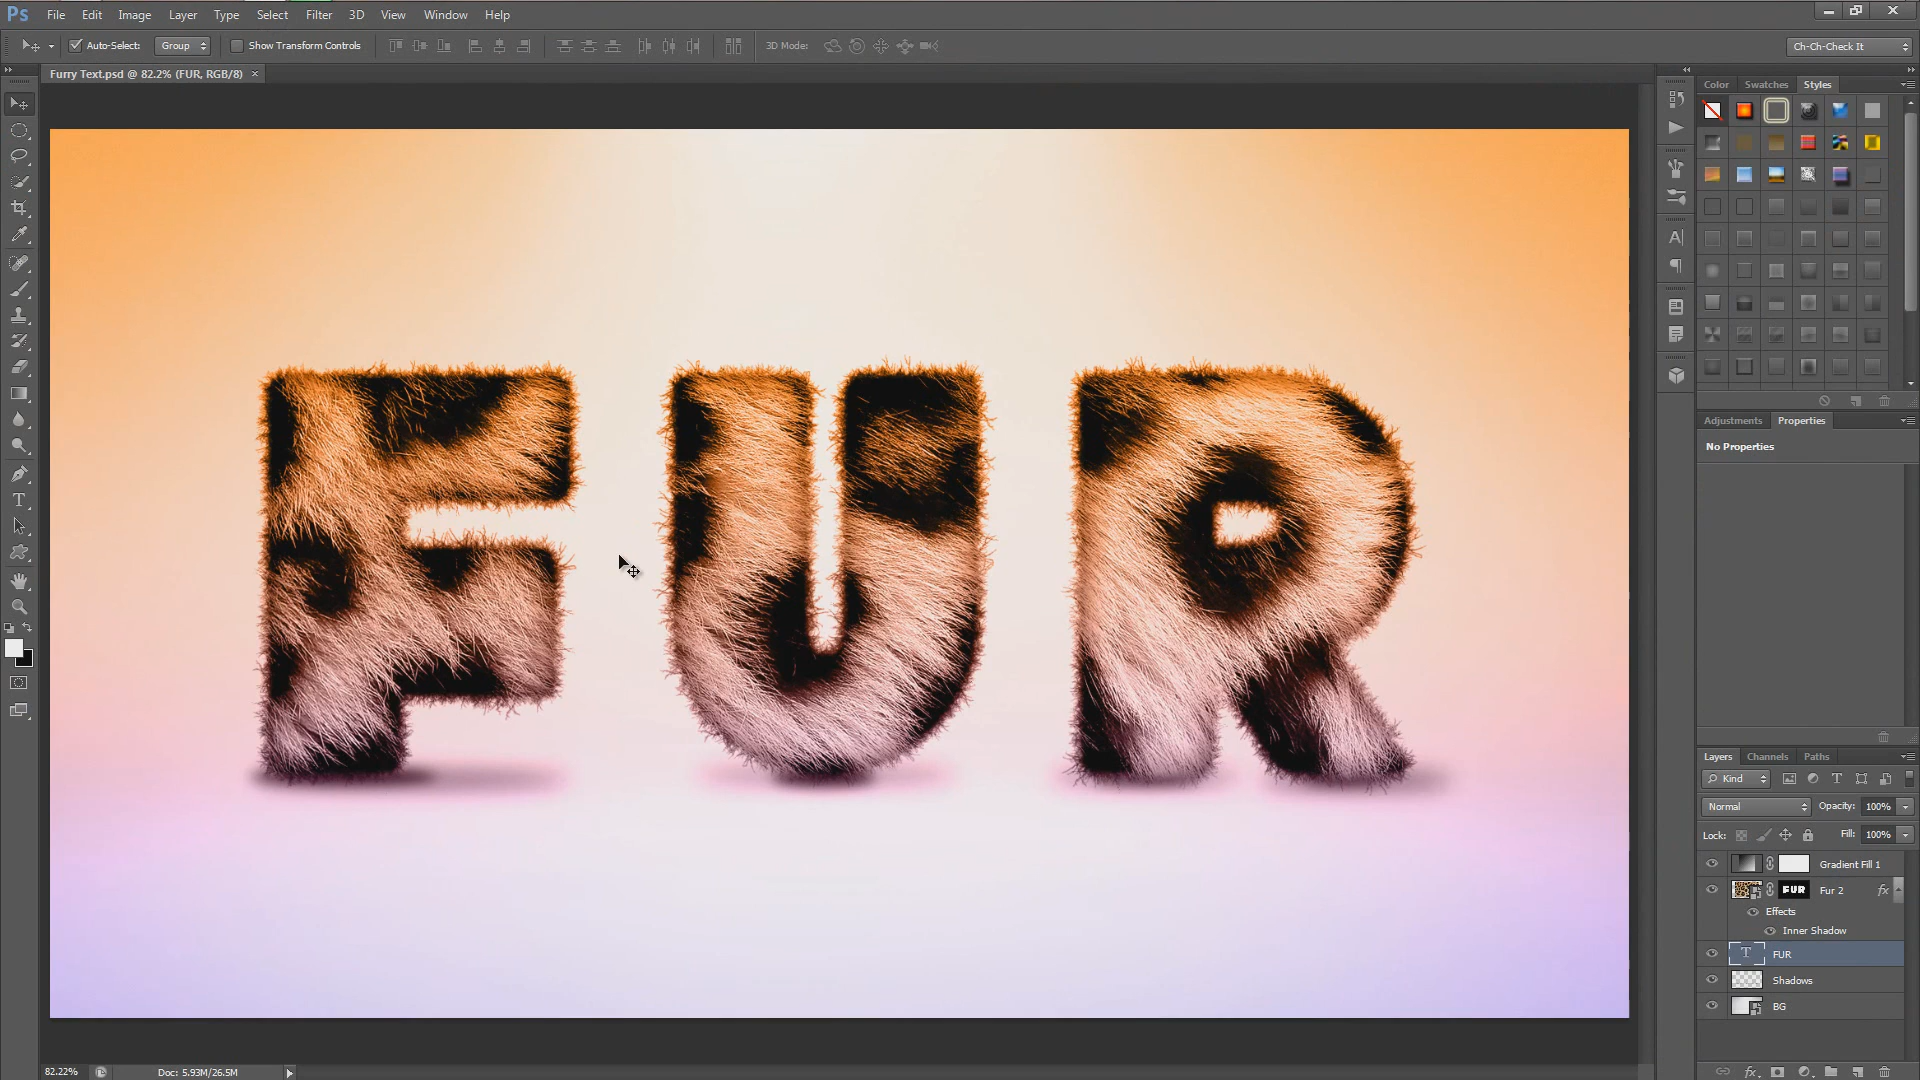 Ps File Edit Image Layer Type Select Filter 3D View Window Help
Auto-Select: Group Show Transform Controls 3D Mode: Ch-Ch-Check It
Furry Text.psd @ 82.2% (FUR, RGB/8) ×
Color Swatches Styles
FUR
Adjustments Properties
No Properties
Layers Channels Paths
Kind
Normal Opacity: 100%
Lock: Fill: 100%
Gradient Fill 1
FUR Fur 2 fx
Effects
Inner Shadow
T FUR
Shadows
BG
82.22% Doc: 5.93M/26.5M